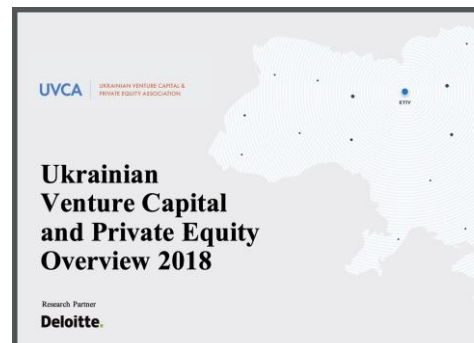 UVCA
UKRAINIAN VENTURE CAPITAL &
PRIVATE EQUITY ASSOCIATION
KYIV
Ukrainian
Venture Capital
and Private Equity
Overview 2018
Research Partner
Deloitte.